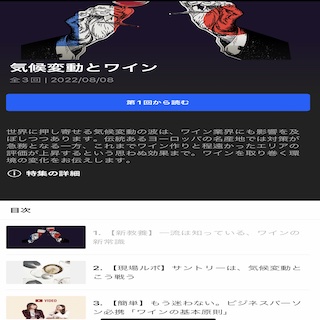 気候変動とワイン
全3回 | 2022/08/08
第1回から読む
世界に押し寄せる気候変動の波は、ワイン業界にも影響を及
ぼしつつあります。伝統あるヨーロッパの名産地では対策が
急務となる一方、これまでワイン作りと程遠かったエリアの
評価が上昇するという思わぬ効果まで。ワインを取り巻く環
境の変化をお伝えします。
特集の詳細
目次
1. 【新教養】一流は知っている、ワインの
新常識
2. 【現場ルポ】サントリーは、気候変動と
こう戦う
VIDEO
3. 【簡単】もう迷わない。ビジネスパーソ
ン必携「ワインの基本原則」